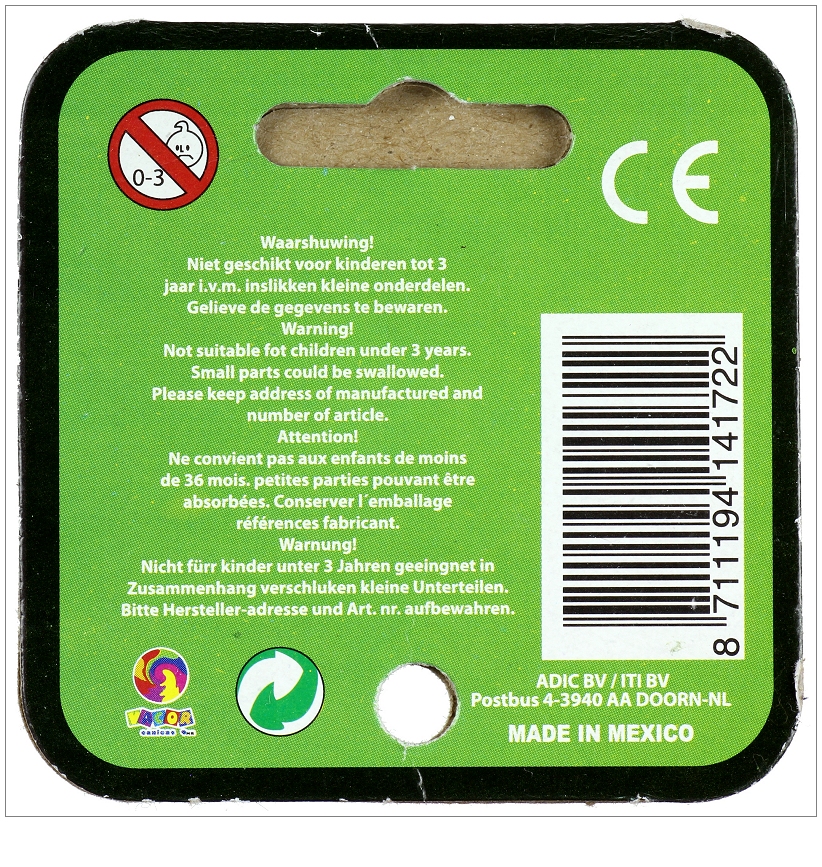 0-3
CE
Waarshuwing!
Niet geschikt voor kinderen tot 3
jaar i.v.m. inslikken kleine onderdelen.
Gelieve de gegevens te bewaren.
Warning!
Not suitable fot children under 3 years.
Small parts could be swallowed.
Please keep address of manufactured and
number of article.
Attention!
Ne convient pas aux enfants de moins
de 36 mois. petites parties pouvant être
absorbées. Conserver l´emballage
références fabricant.
Warnung!
Nicht fürr kinder unter 3 Jahren geeingnet in
Zusammenhang verschluken kleine Unterteilen.
Bitte Hersteller-adresse und Art. nr. aufbewahren.
8 711194 141722
VACOR
CANICAS
ADIC BV / ITI BV
Postbus 4-3940 AA DOORN-NL
MADE IN MEXICO